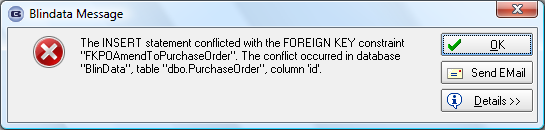 Blindata Message
The INSERT statement conflicted with the FOREIGN KEY constraint
"FKPOAmendToPurchaseOrder". The conflict occurred in database
"BlinData", table "dbo.PurchaseOrder", column 'id'.
OK
Send EMail
Details >>